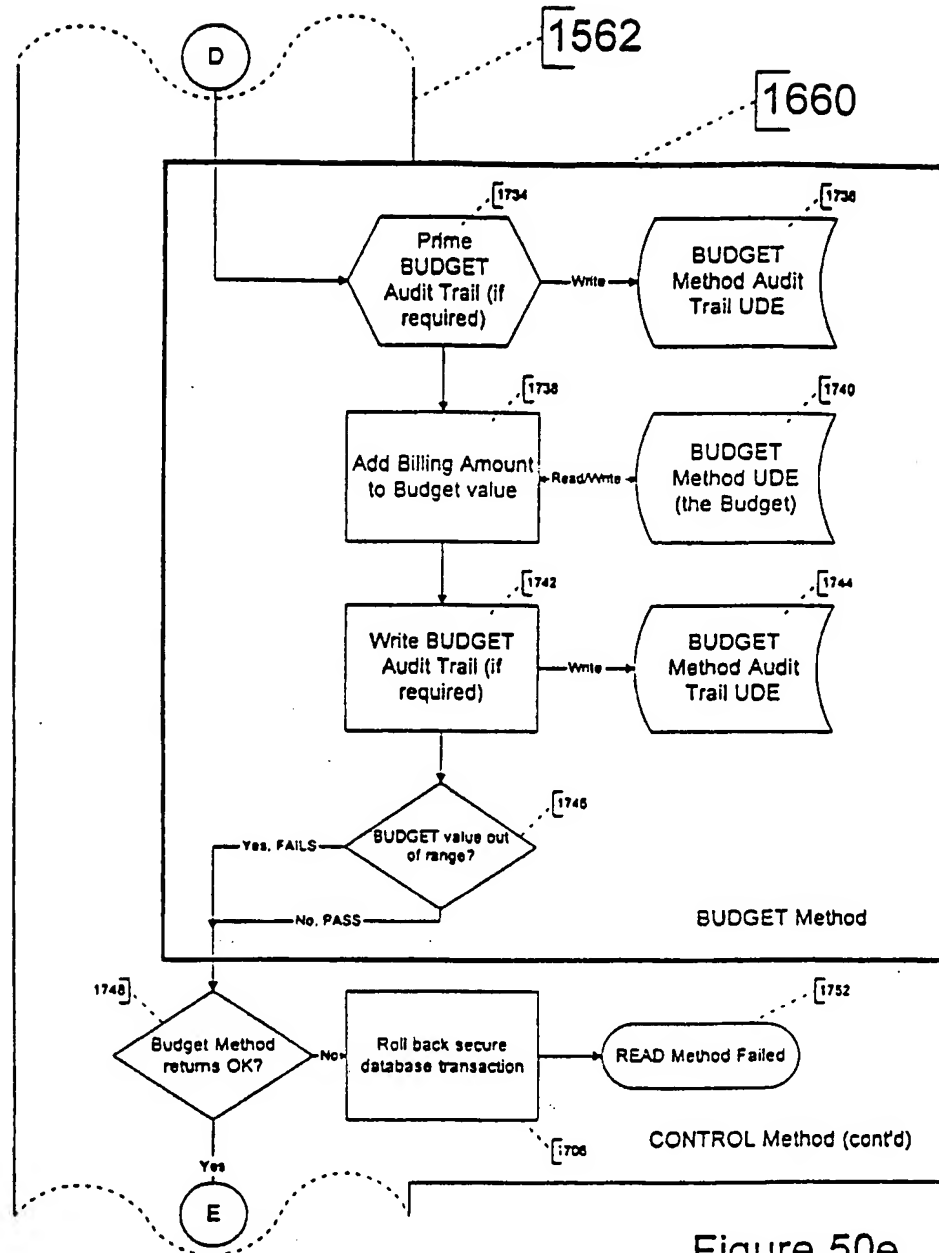 D
1562
1660
1734
Prime
BUDGET
Audit Trail (if
required)
Write
1736
BUDGET
Method Audit
Trail UDE
1738
Add Billing Amount
to Budget value
Read/Write
1740
BUDGET
Method UDE
(the Budget)
1742
Write BUDGET
Audit Trail (if
required)
Write
1744
BUDGET
Method Audit
Trail UDE
1746
BUDGET value out
of range?
Yes, FAILS
No, PASS
BUDGET Method
1748
Budget Method
returns OK?
No
Roll back secure
database transaction
1752
READ Method Failed
1706
CONTROL Method (cont'd)
Yes
E
Figure 50e